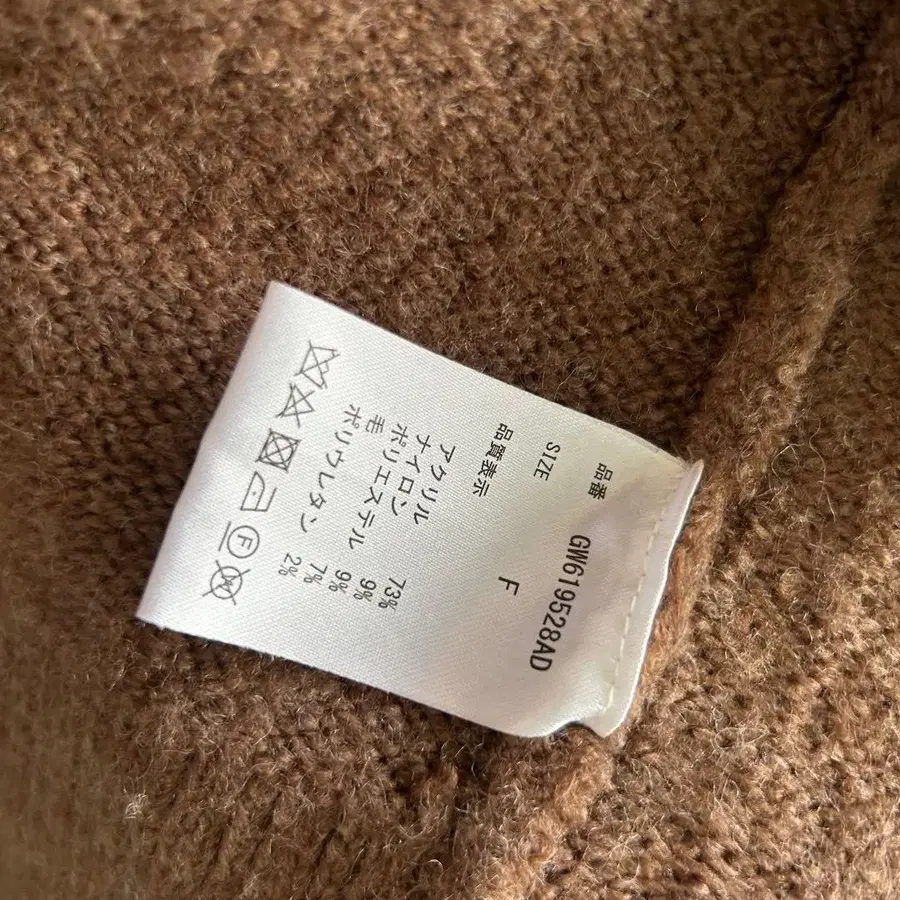 品番 GW619528AD
SIZE F
品質表示
アクリル 73%
ナイロン 9%
ポリエステル 9%
毛 7%
ポリウレタン 2%
F